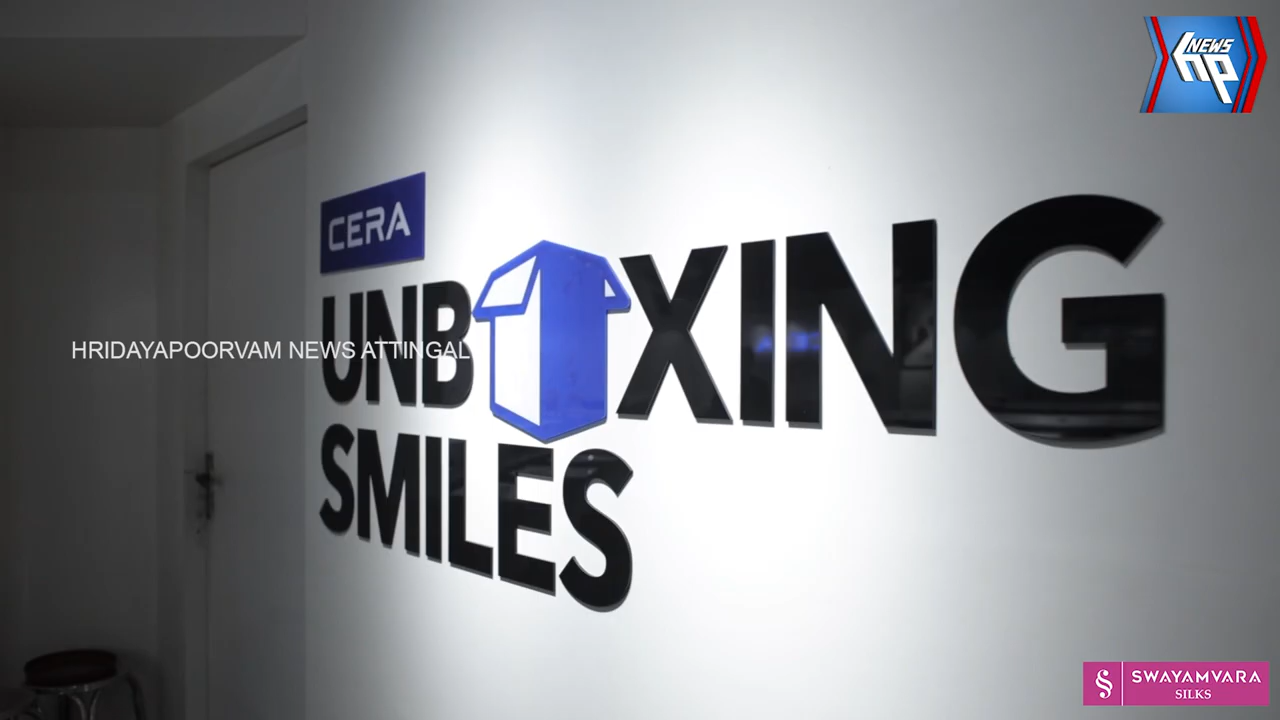 NEWS
hp
CERA
UNBOXING
HRIDAYAPOORVAM NEWS ATTINGAL
SMILES
SWAYAMVARA
SILKS